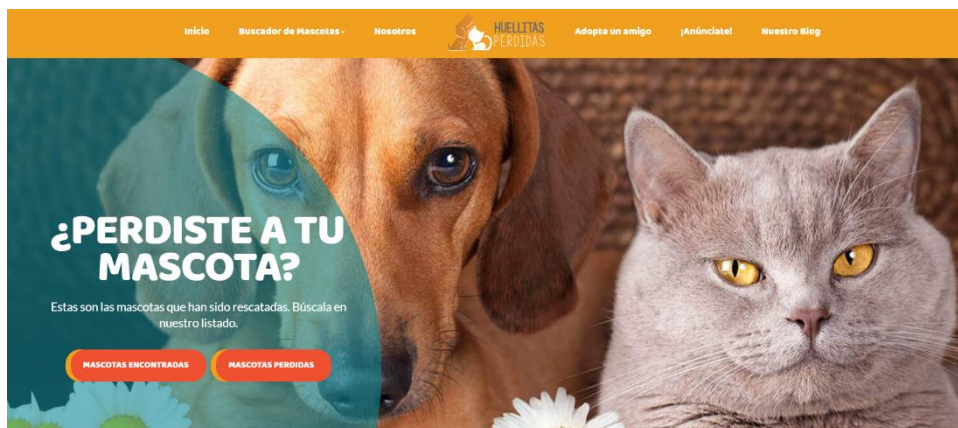 Inicio
Buscador de Mascotas
Nosotros
HUELLITAS
PERDIDAS
Adopta un amigo
¡Anúnciate!
Nuestro Blog
¿PERDISTE A TU
MASCOTA?
Estas son las mascotas que han sido rescatadas. Búscala en
nuestro listado.
MASCOTAS ENCONTRADAS
MASCOTAS PERDIDAS